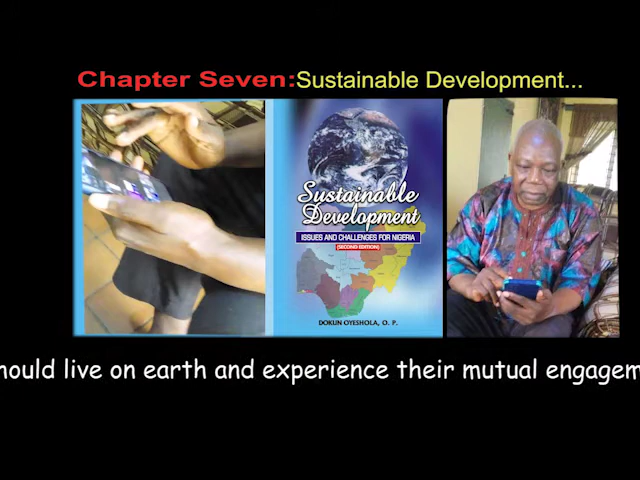 Chapter Seven:Sustainable Development...
Sustainable
Development
ISSUES AND CHALLENGES FOR NIGERIA
(SECOND EDITION)
DOKUN OYESHOLA, O. P.
hould live on earth and experience their mutual engagem